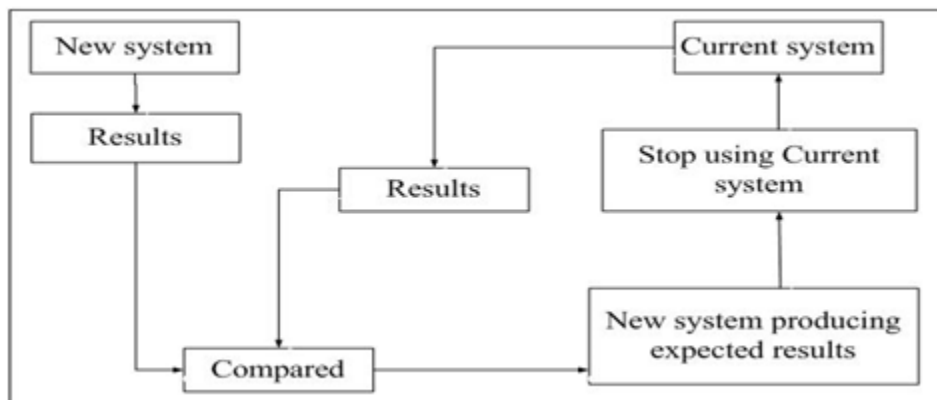 New system
Current system
Results
Results
Stop using Current
system
New system producing
expected results
Compared